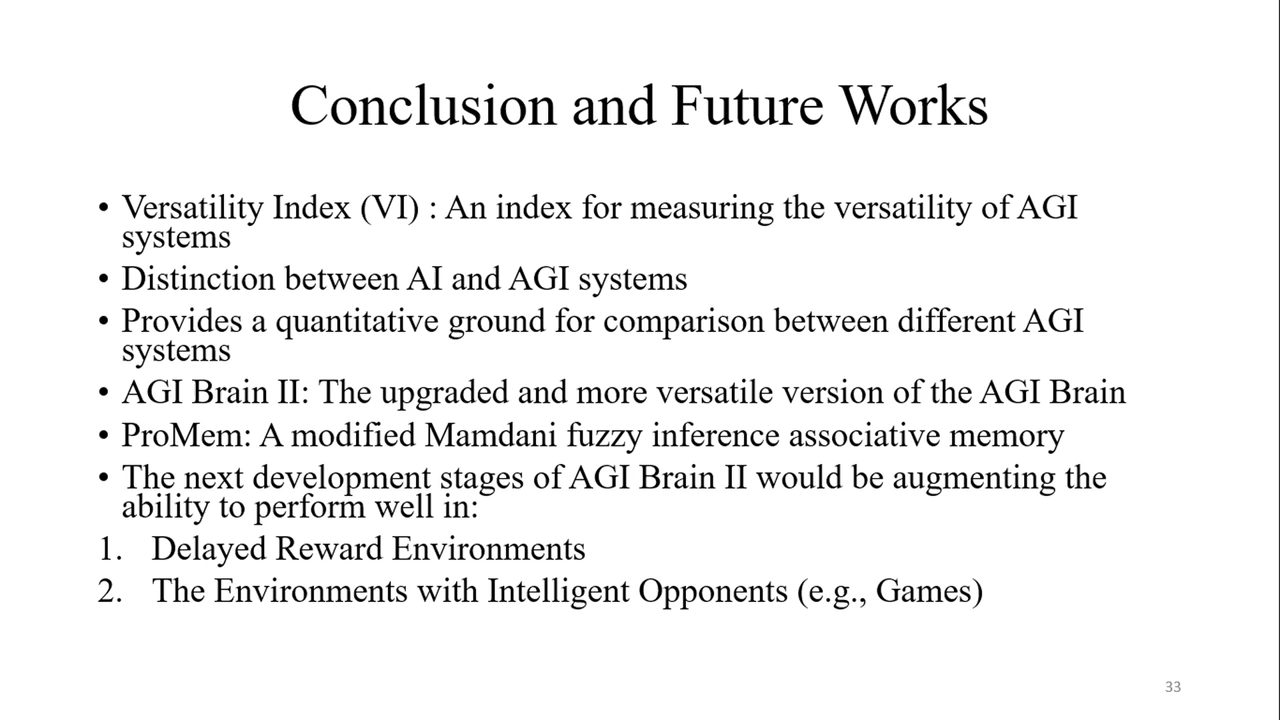 Conclusion and Future Works
• Versatility Index (VI) : An index for measuring the versatility of AGI
systems
• Distinction between AI and AGI systems
• Provides a quantitative ground for comparison between different AGI
systems
• AGI Brain II: The upgraded and more versatile version of the AGI Brain
• ProMem: A modified Mamdani fuzzy inference associative memory
• The next development stages of AGI Brain II would be augmenting the
ability to perform well in:
1. Delayed Reward Environments
2. The Environments with Intelligent Opponents (e.g., Games)
33